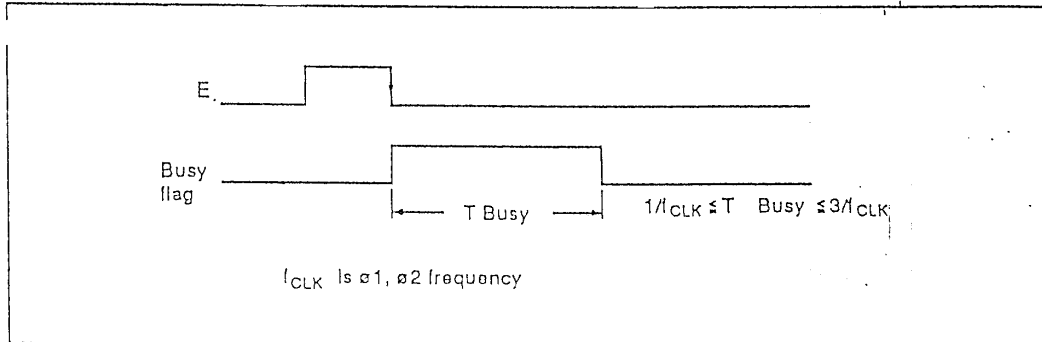 E.
Busy
flag
T Busy
1/fCLK ≦ T Busy ≦ 3/fCLK
fCLK Is ø1, ø2 frequency